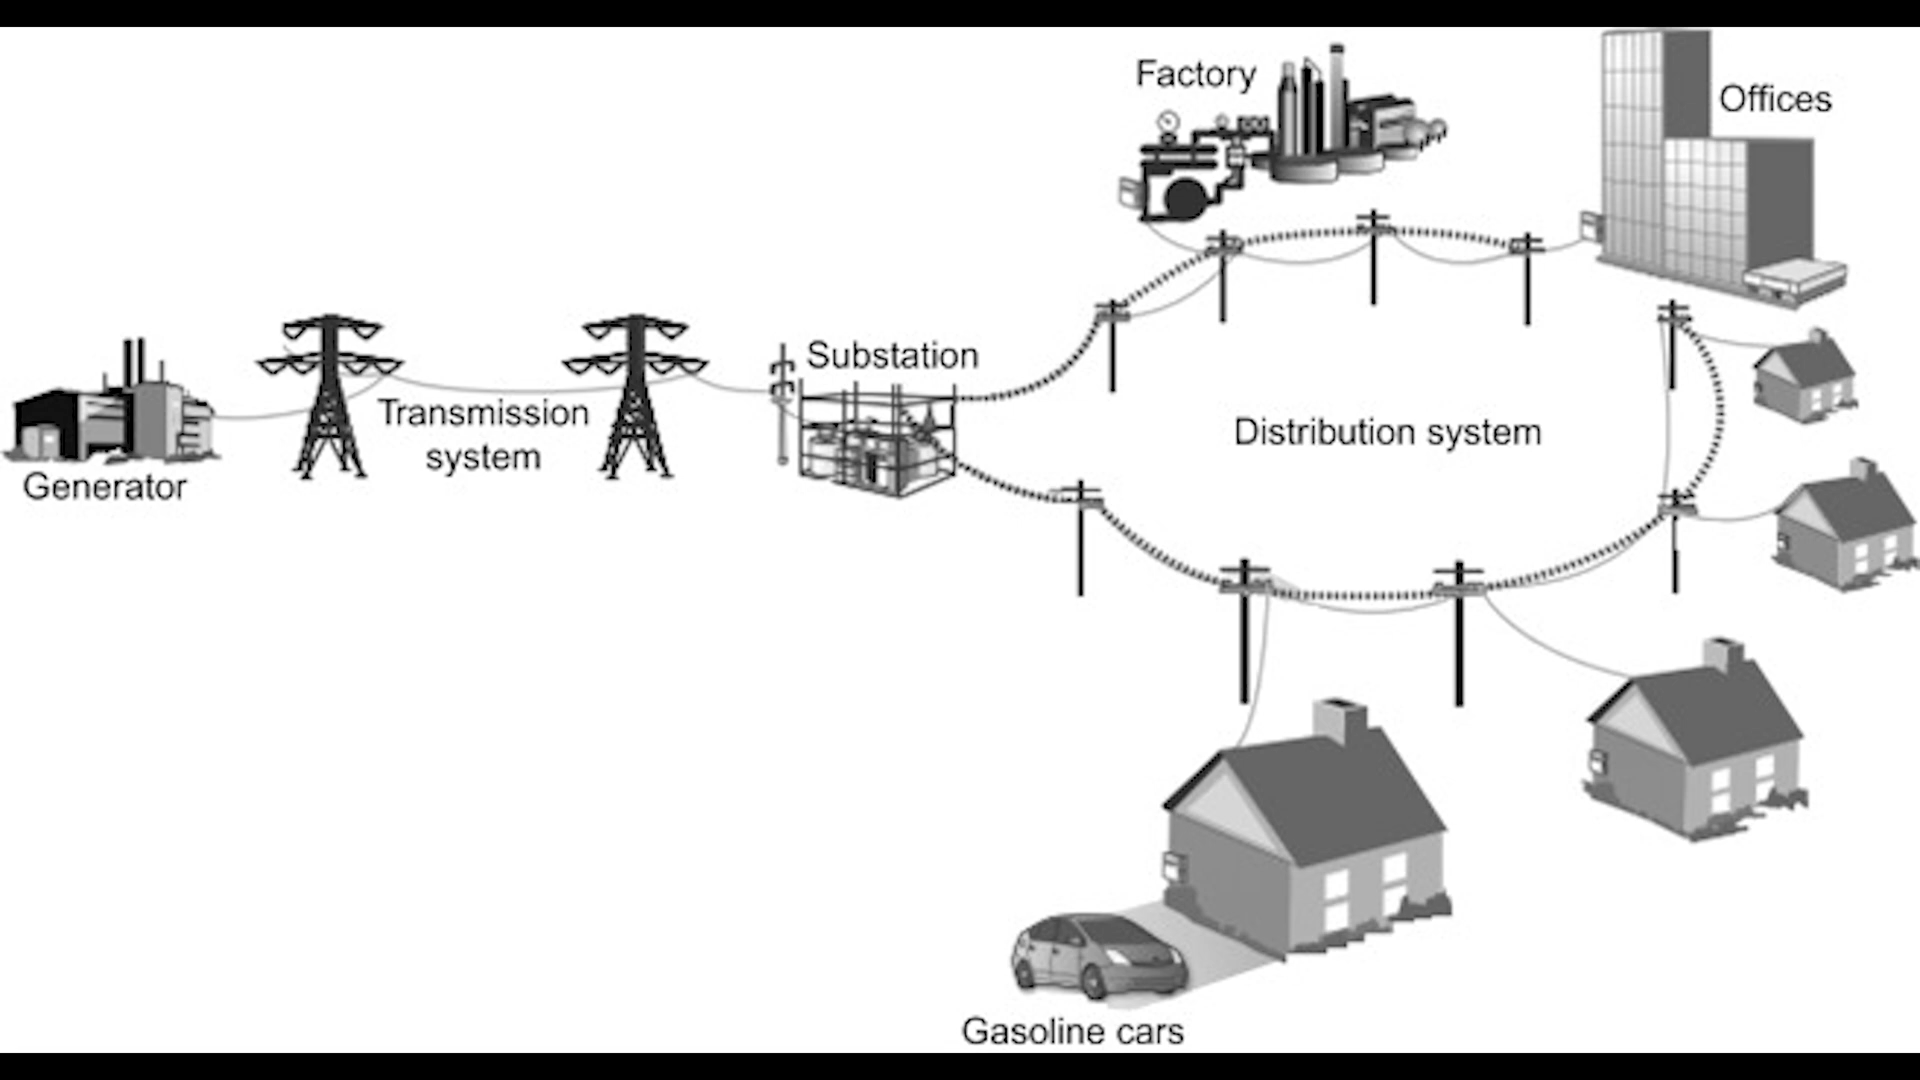 Factory
Offices
Substation
Transmission
system
Distribution system
Generator
Gasoline cars